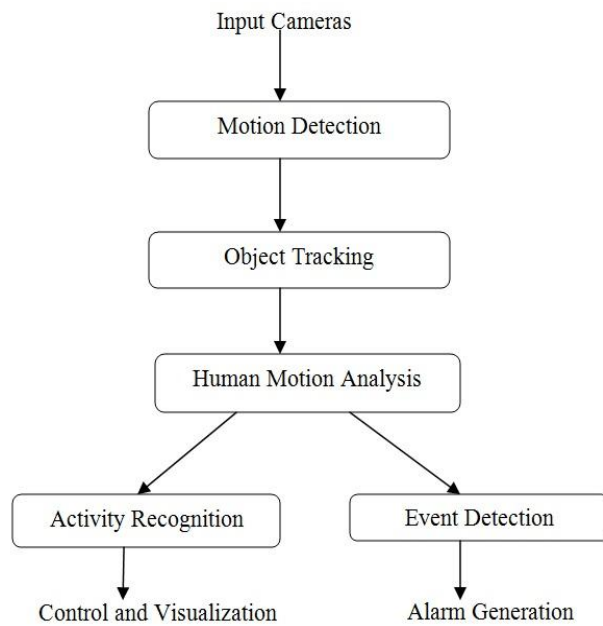 Input Cameras
Motion Detection
Object Tracking
Human Motion Analysis
Activity Recognition
Event Detection
Control and Visualization
Alarm Generation